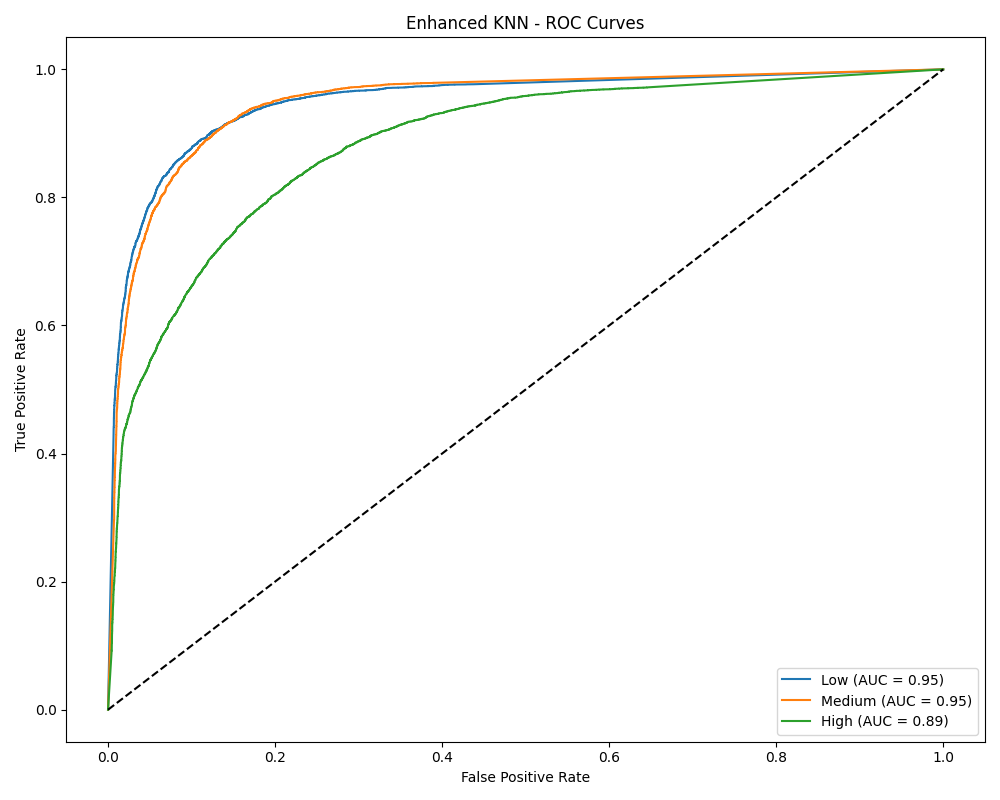 Enhanced KNN - ROC Curves
True Positive Rate
1.0
0.8
0.6
0.4
0.2
0.0
0.0 0.2 0.4 0.6 0.8 1.0
False Positive Rate
Low (AUC = 0.95)
Medium (AUC = 0.95)
High (AUC = 0.89)